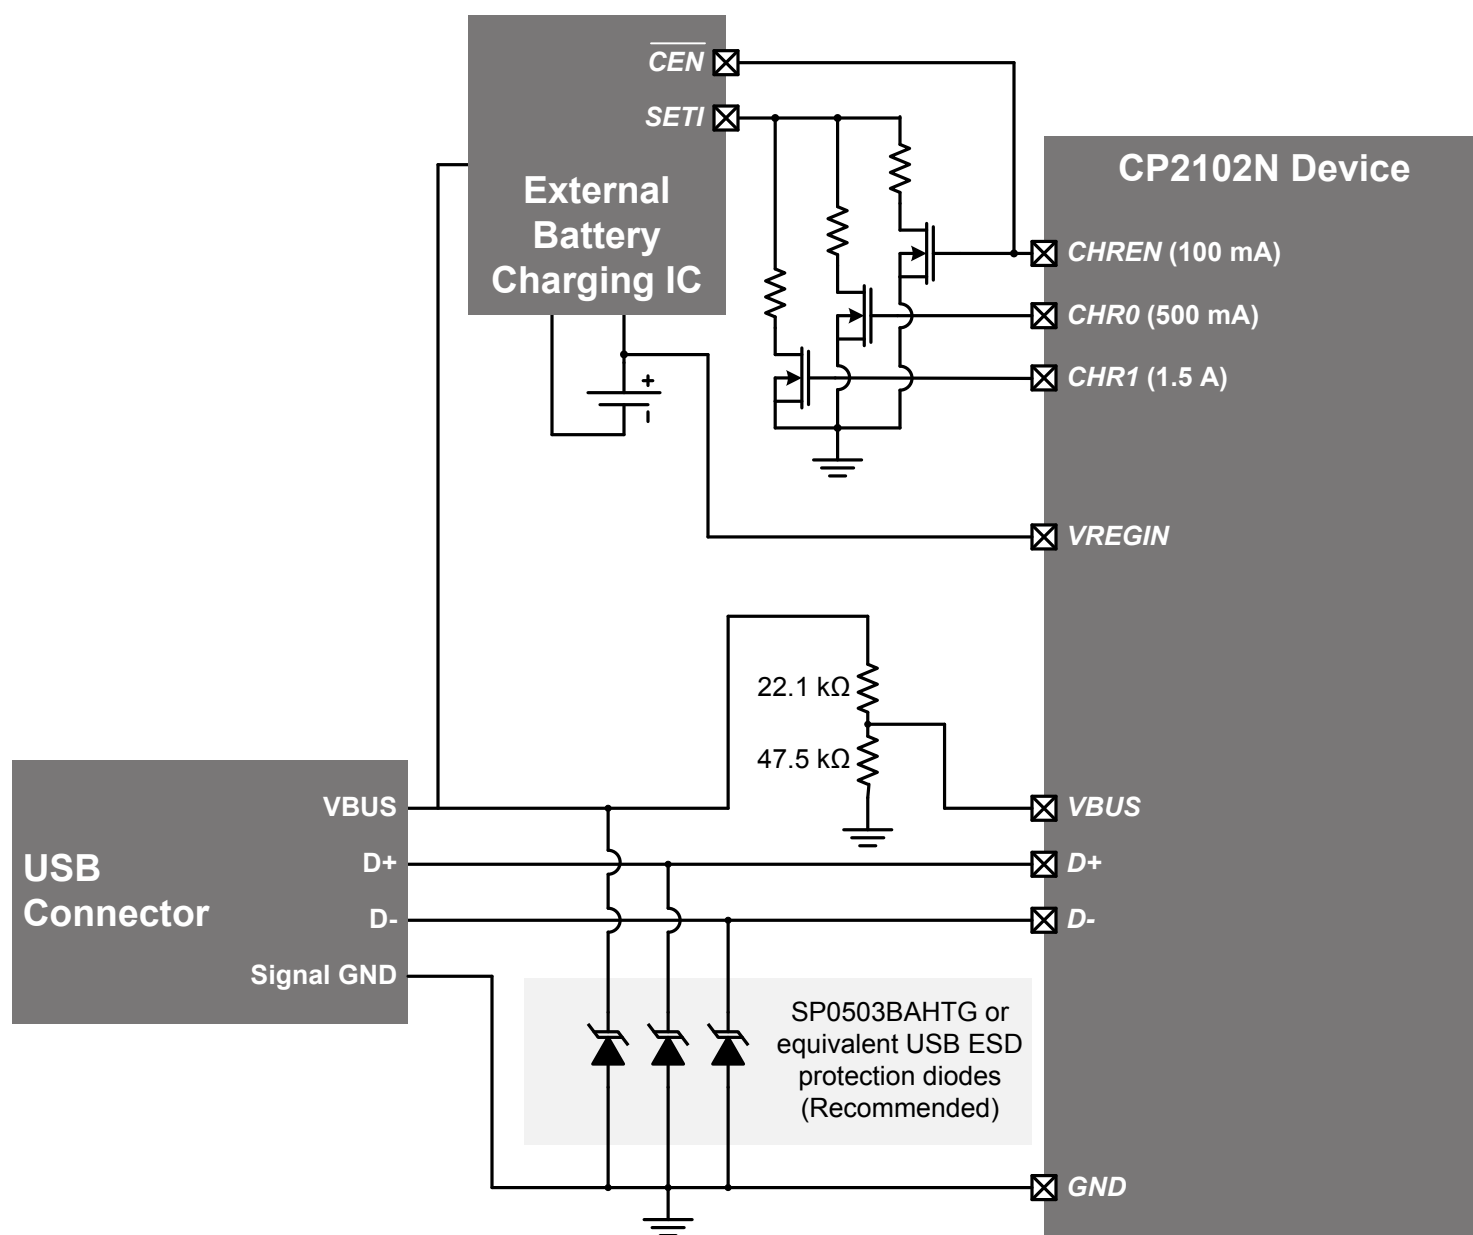 CEN
SETI
External
Battery
Charging IC
+
-
CP2102N Device
CHREN (100 mA)
CHR0 (500 mA)
CHR1 (1.5 A)
VREGIN
22.1 kΩ
47.5 kΩ
USB
Connector
VBUS
D+
D-
Signal GND
VBUS
D+
D-
SP0503BAHTG or
equivalent USB ESD
protection diodes
(Recommended)
GND